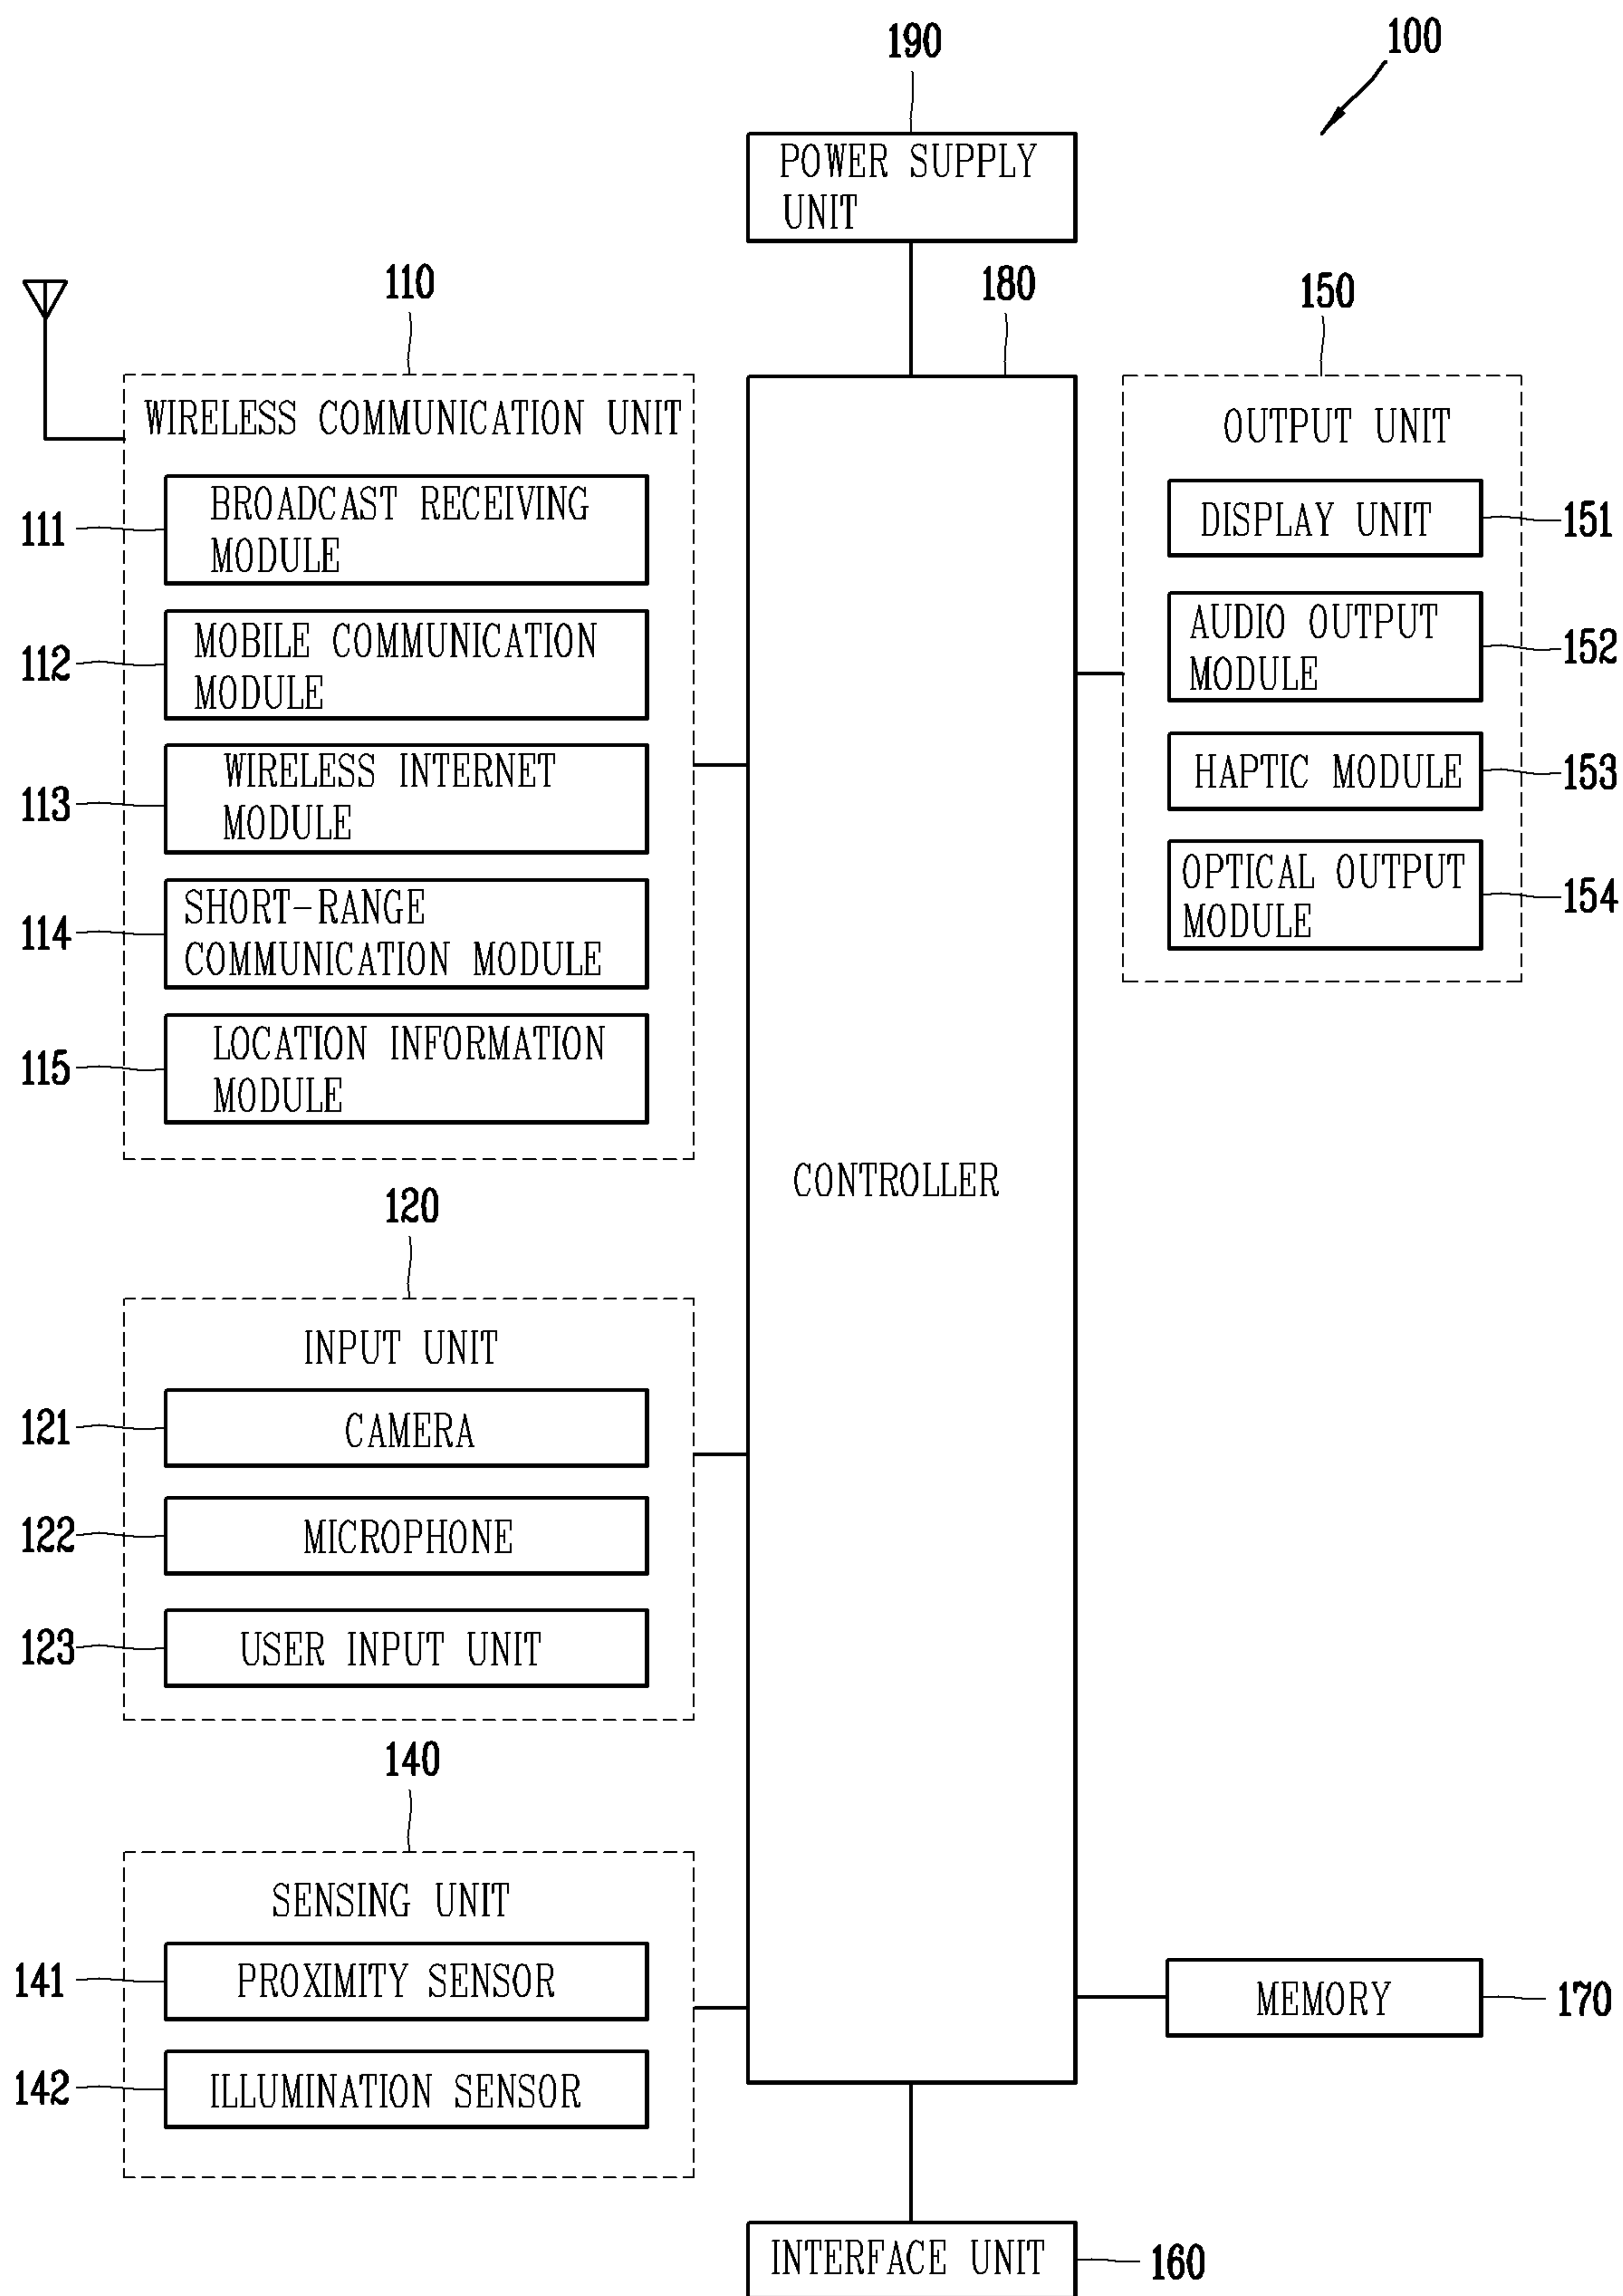 190
100
POWER SUPPLY
UNIT
110
180
150
WIRELESS COMMUNICATION UNIT
111
BROADCAST RECEIVING
MODULE
112
MOBILE COMMUNICATION
MODULE
113
WIRELESS INTERNET
MODULE
114
SHORT-RANGE
COMMUNICATION MODULE
115
LOCATION INFORMATION
MODULE
120
INPUT UNIT
121
CAMERA
122
MICROPHONE
123
USER INPUT UNIT
140
SENSING UNIT
141
PROXIMITY SENSOR
142
ILLUMINATION SENSOR
CONTROLLER
OUTPUT UNIT
DISPLAY UNIT
151
AUDIO OUTPUT
MODULE
152
HAPTIC MODULE
153
OPTICAL OUTPUT
MODULE
154
MEMORY
170
INTERFACE UNIT
160